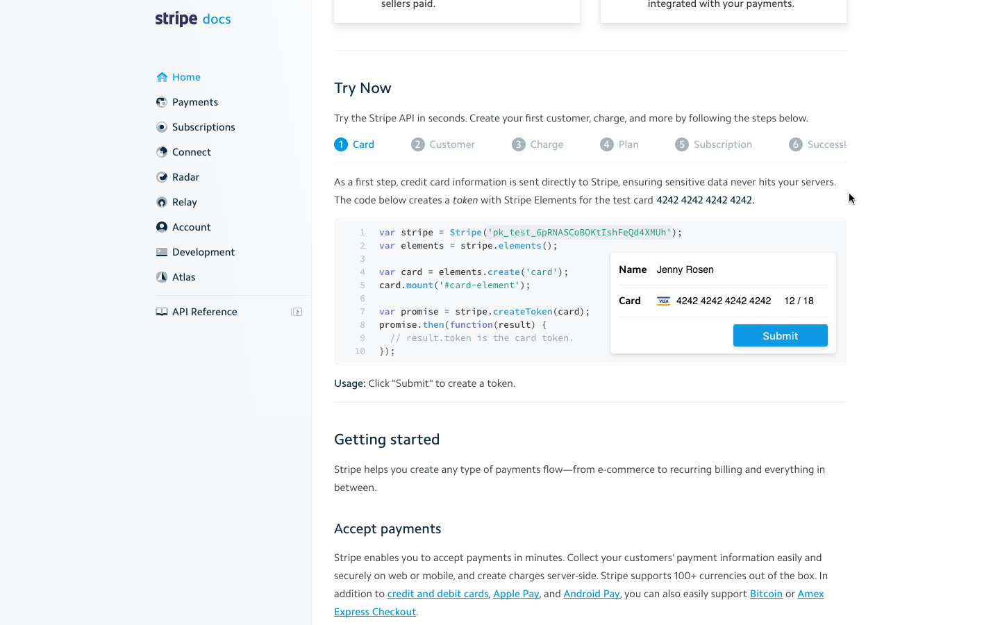 stripe docs
Home
Payments
Subscriptions
Connect
Radar
Relay
Account
Development
Atlas
API Reference
sellers paid.
integrated with your payments.
Try Now
Try the Stripe API in seconds. Create your first customer, charge, and more by following the steps below.
1 Card 2 Customer 3 Charge 4 Plan 5 Subscription 6 Success!
As a first step, credit card information is sent directly to Stripe, ensuring sensitive data never hits your servers.
The code below creates a token with Stripe Elements for the test card 4242 4242 4242 4242.
1 var stripe = Stripe('pk_test_6pRNASCoBOKtIshFeQd4XMUh');
2 var elements = stripe.elements();
3
4 var card = elements.create('card');
5 card.mount('#card-element');
6
7 var promise = stripe.createToken(card);
8 promise.then(function(result) {
9 // result.token is the card token.
10 });
Name Jenny Rosen
Card VISA 4242 4242 4242 4242 12 / 18
Submit
Usage: Click "Submit" to create a token.
Getting started
Stripe helps you create any type of payments flow—from e-commerce to recurring billing and everything in
between.
Accept payments
Stripe enables you to accept payments in minutes. Collect your customers' payment information easily and
securely on web or mobile, and create charges server-side. Stripe supports 100+ currencies out of the box. In
addition to credit and debit cards, Apple Pay, and Android Pay, you can also easily support Bitcoin or Amex
Express Checkout.